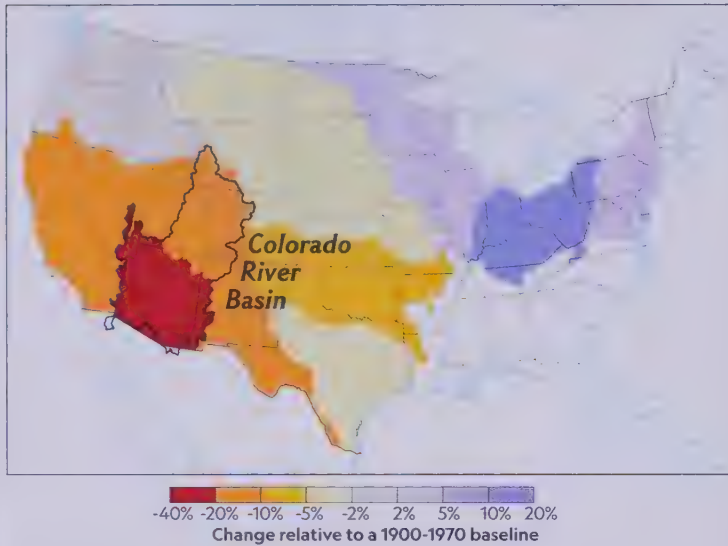 Colorado
River
Basin
-40% -20% -10% -5% -2% 2% 5% 10% 20%
Change relative to a 1900-1970 baseline